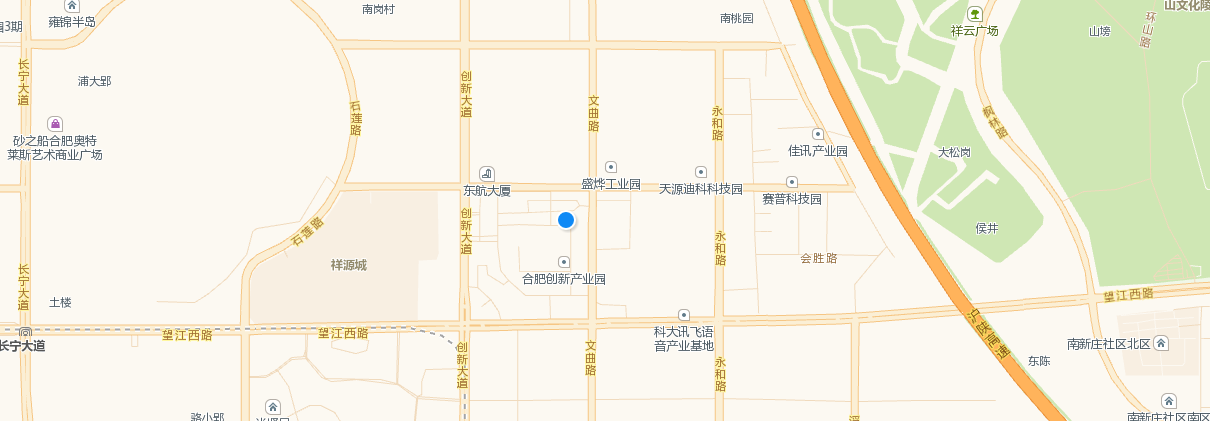 雍锦半岛
南岗村
南桃园
祥云广场
山文化陵
环山路
园3期
山塝
长宁大道
浦大郢
创新大道
石莲路
文曲路
永和路
枫林路
砂之船合肥奥特
莱斯艺术商业广场
佳讯产业园
大松岗
东航大厦
盛烨工业园
天源迪科科技园
赛普科技园
石莲路
创新大道
永和路
侯井
祥源城
会胜路
合肥创新产业园
长宁大道
土楼
望江西路
望江西路
望江西路
科大讯飞语
音产业基地
沪陕高速
长宁大道
创新大道
文曲路
永和路
东陈
南新庄社区北区
骆小郢
南新庄社区南区